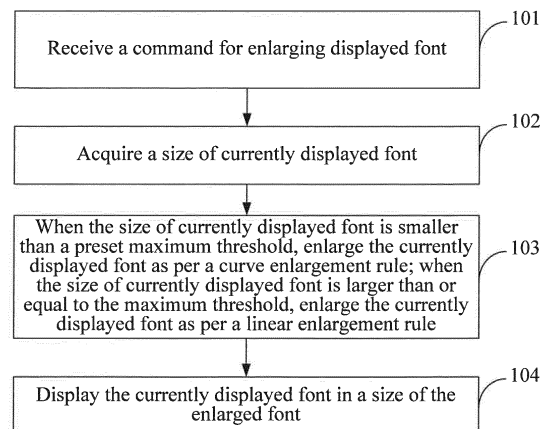 101
Receive a command for enlarging displayed font
102
Acquire a size of currently displayed font
103
When the size of currently displayed font is smaller
than a preset maximum threshold, enlarge the currently
displayed font as per a curve enlargement rule; when
the size of currently displayed font is larger than or
equal to the maximum threshold, enlarge the currently
displayed font as per a linear enlargement rule
104
Display the currently displayed font in a size of the
enlarged font